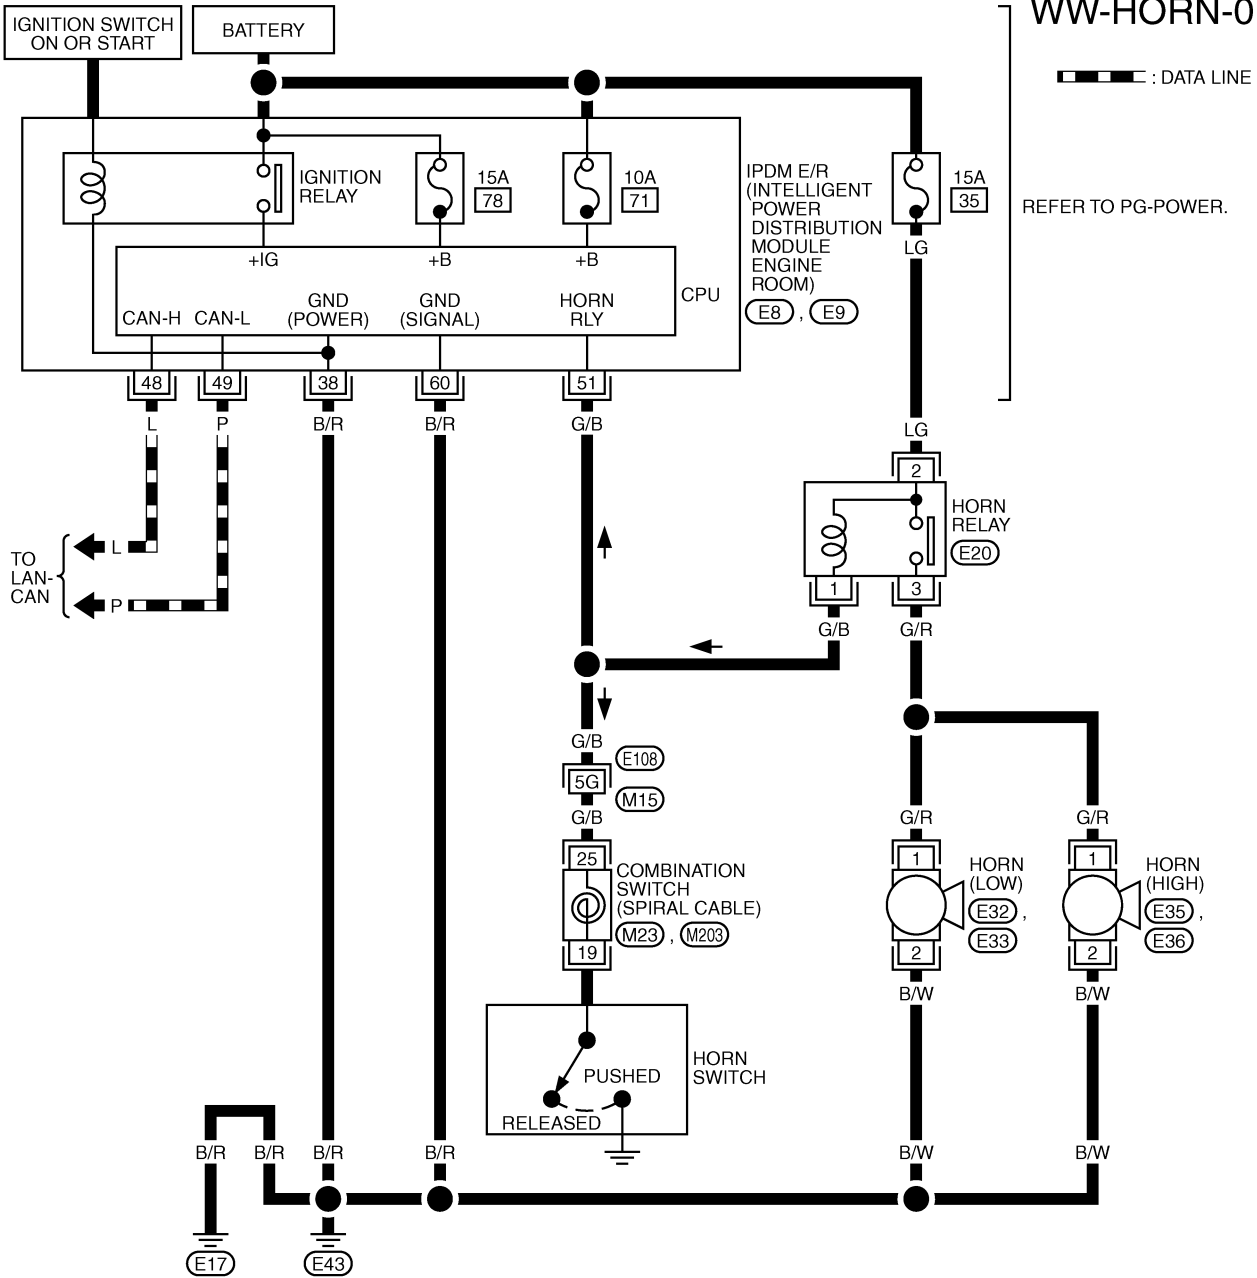 IGNITION SWITCH
ON OR START
BATTERY
WW-HORN-0
: DATA LINE
IGNITION
RELAY
15A
78
10A
71
IPDM E/R
(INTELLIGENT
POWER
DISTRIBUTION
MODULE
ENGINE
ROOM)
E8 , E9
15A
35
REFER TO PG-POWER.
LG
+IG
+B
+B
CPU
CAN-H
CAN-L
GND
(POWER)
GND
(SIGNAL)
HORN
RLY
48
49
38
60
51
L
P
B/R
B/R
G/B
LG
2
HORN
RELAY
E20
TO
LAN-
CAN
L
P
1
3
G/B
G/R
G/B
E108
5G
M15
G/B
G/R
G/R
25
COMBINATION
SWITCH
(SPIRAL CABLE)
M23 , M203
19
1
HORN
(LOW)
E32 ,
E33
2
1
HORN
(HIGH)
E35 ,
E36
2
B/W
B/W
PUSHED
RELEASED
HORN
SWITCH
B/R
B/R
B/R
B/R
B/W
B/W
E17
E43